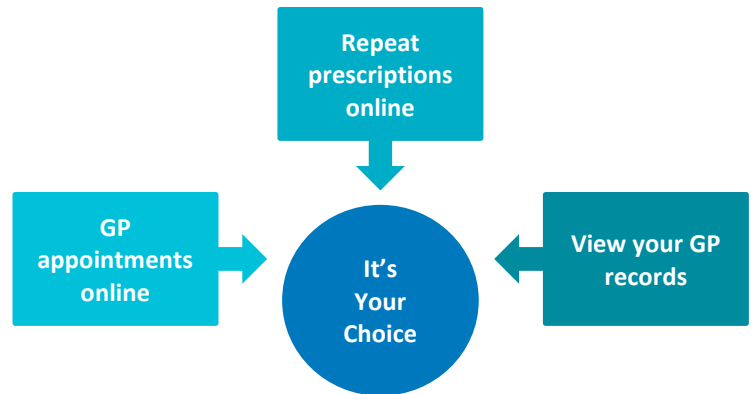 Repeat
prescriptions
online
GP
appointments
online
It’s
Your
Choice
View your GP
records